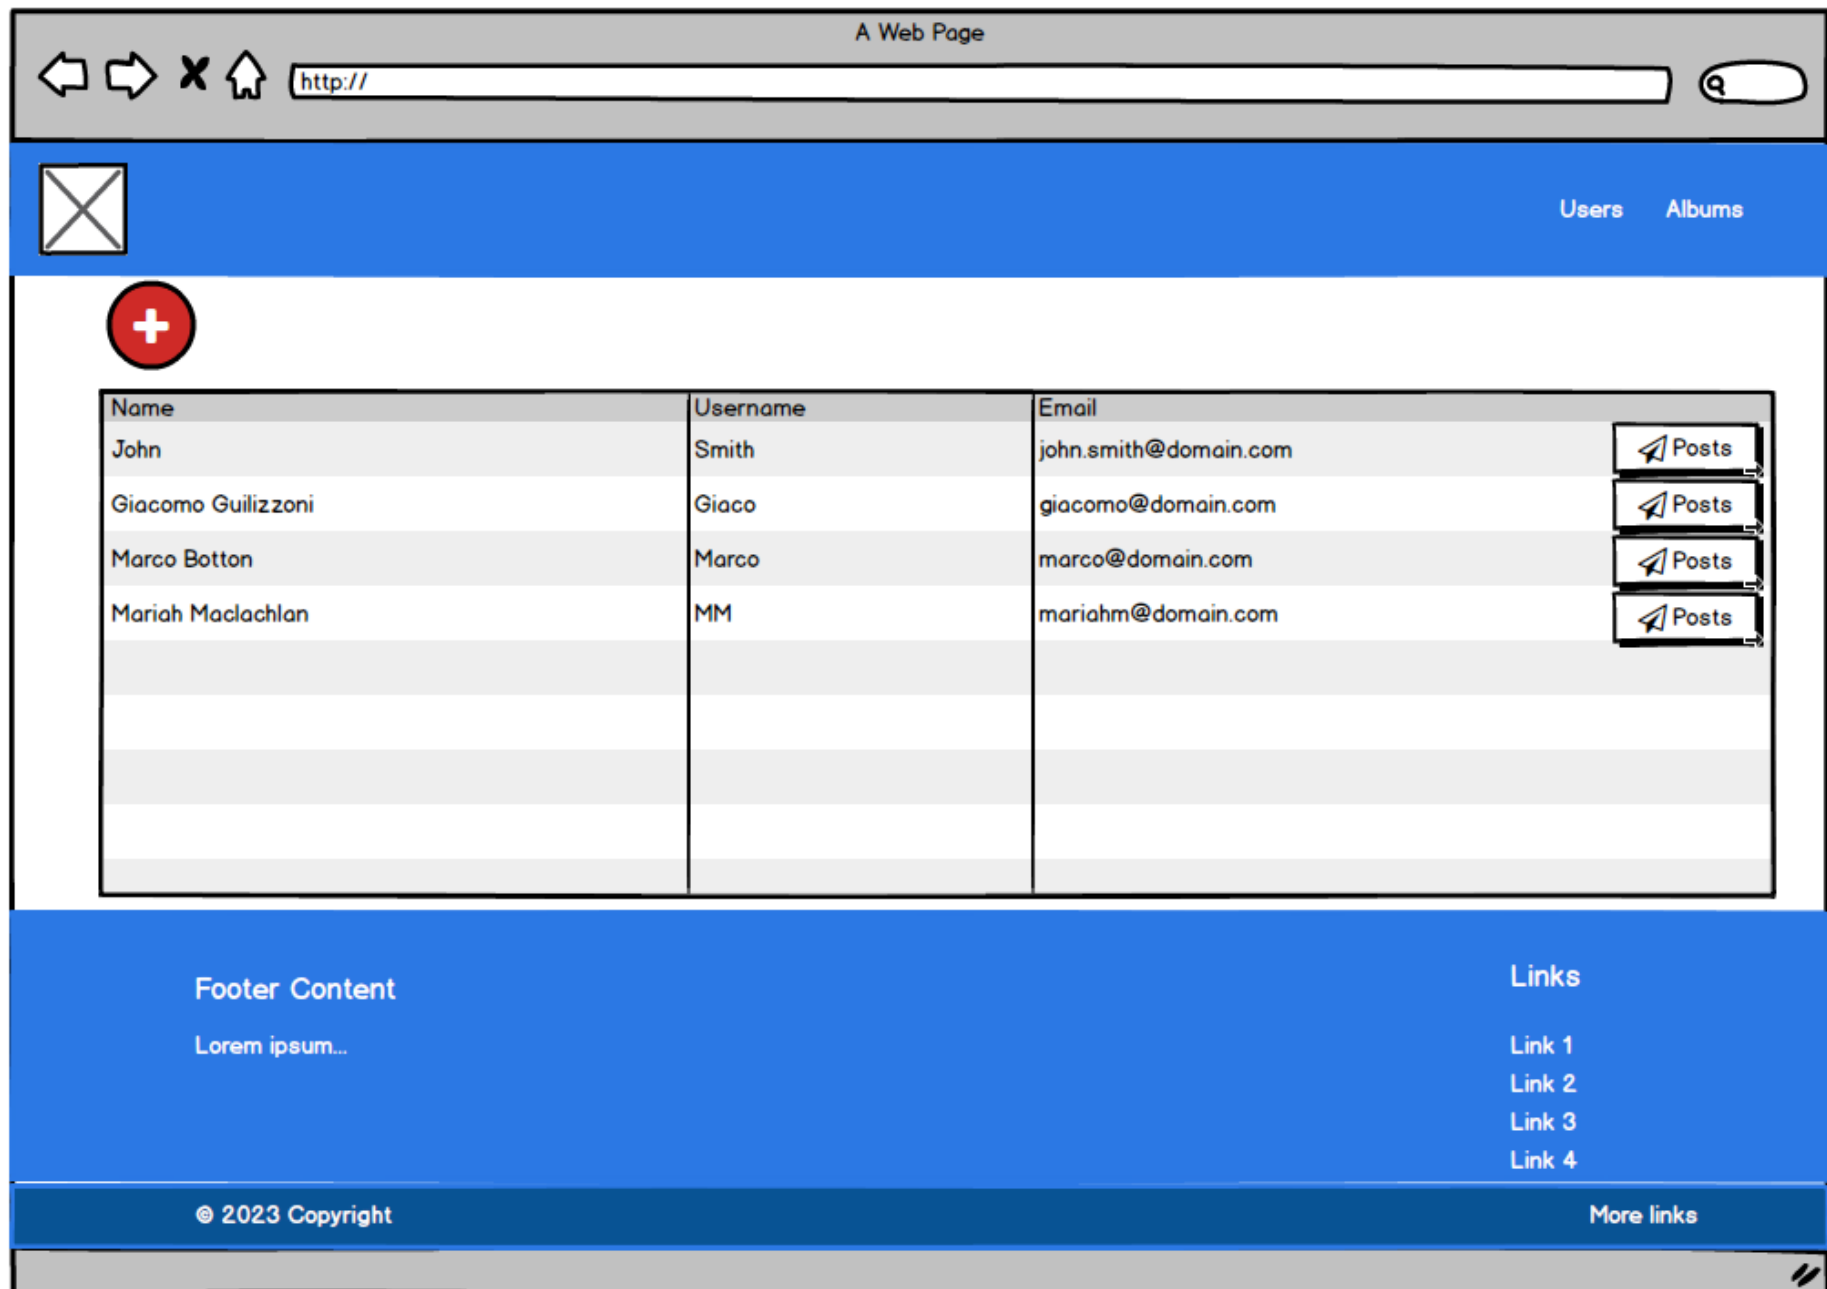 A Web Page
http://
Users Albums
Name Username Email
John Smith john.smith@domain.com Posts
Giacomo Guilizzoni Giaco giacomo@domain.com Posts
Marco Botton Marco marco@domain.com Posts
Mariah Maclachlan MM mariahm@domain.com Posts
Footer Content
Lorem ipsum...
Links
Link 1
Link 2
Link 3
Link 4
© 2023 Copyright
More links